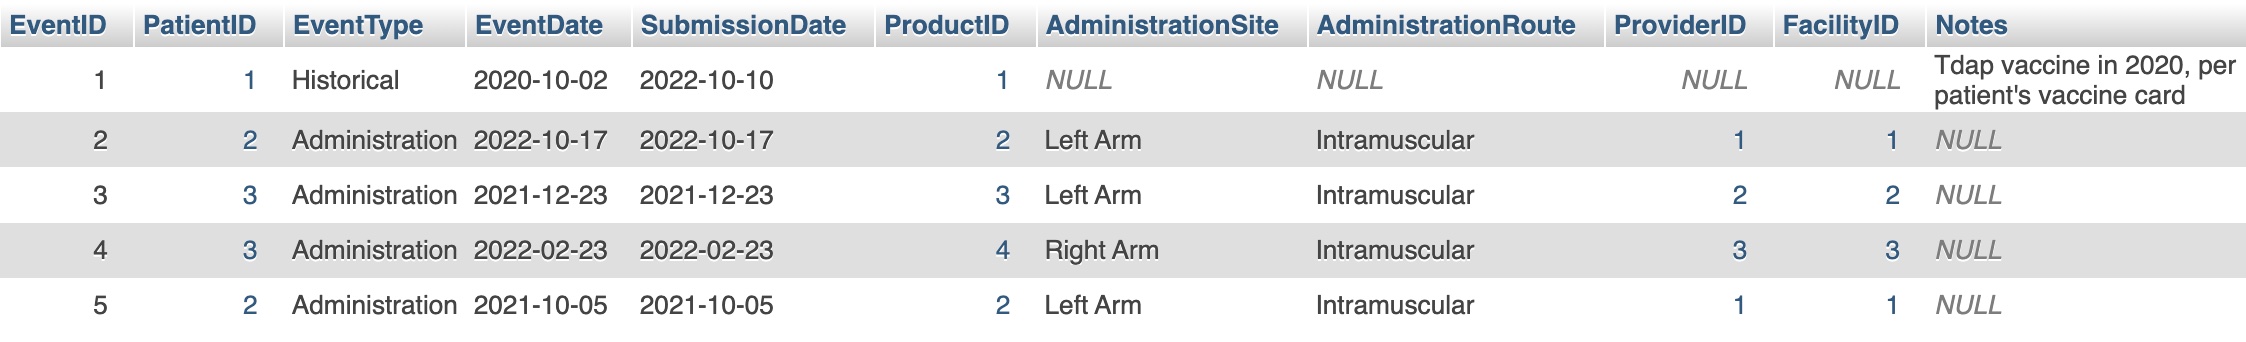 EventID PatientID EventType EventDate SubmissionDate ProductID AdministrationSite AdministrationRoute ProviderID FacilityID Notes
1 1 Historical 2020-10-02 2022-10-10 1 NULL NULL NULL NULL Tdap vaccine in 2020, per
patient's vaccine card
2 2 Administration 2022-10-17 2022-10-17 2 Left Arm Intramuscular 1 1 NULL
3 3 Administration 2021-12-23 2021-12-23 3 Left Arm Intramuscular 2 2 NULL
4 3 Administration 2022-02-23 2022-02-23 4 Right Arm Intramuscular 3 3 NULL
5 2 Administration 2021-10-05 2021-10-05 2 Left Arm Intramuscular 1 1 NULL